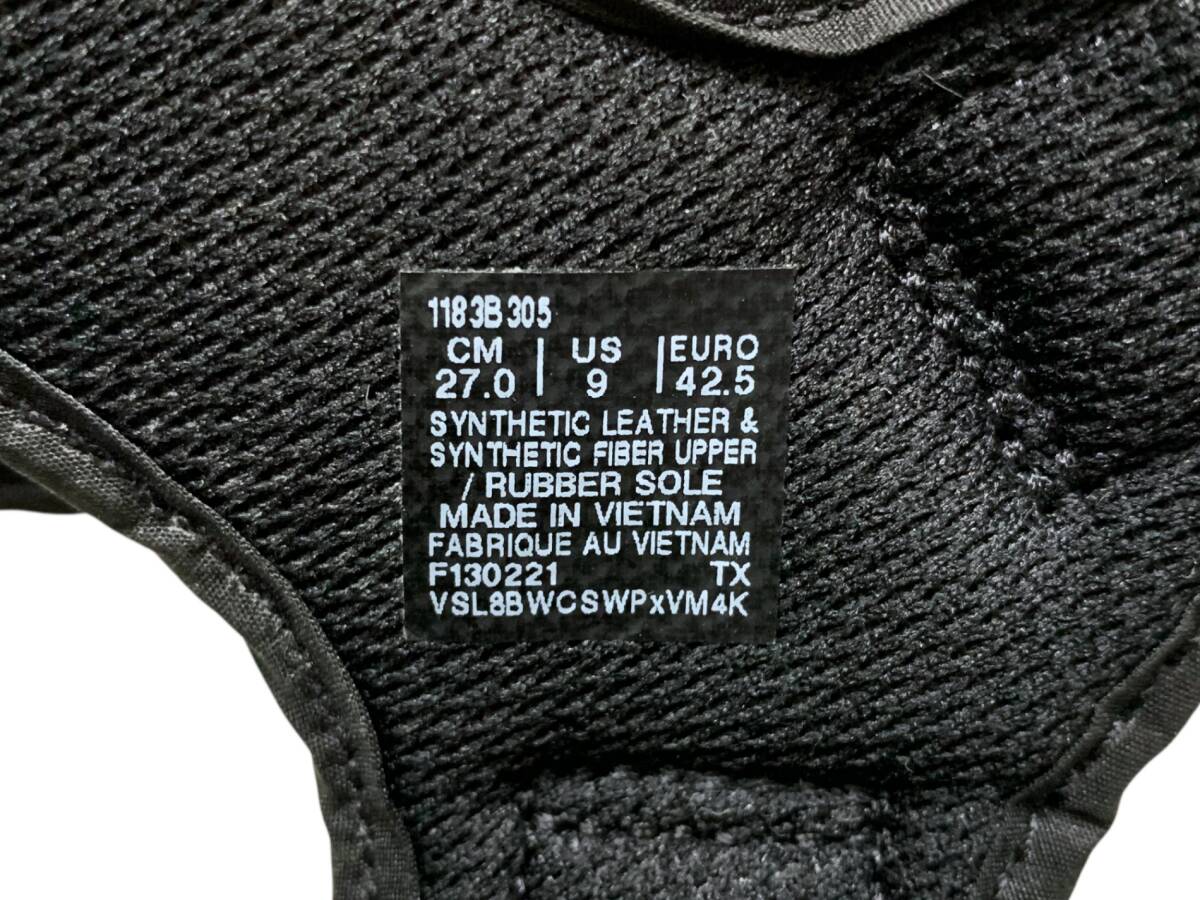 1183B305
CM | US | EURO
27.0 | 9 | 42.5
SYNTHETIC LEATHER &
SYNTHETIC FIBER UPPER
/ RUBBER SOLE
MADE IN VIETNAM
FABRIQUE AU VIETNAM
F130221 TX
VSL8BWCSWPxVM4K